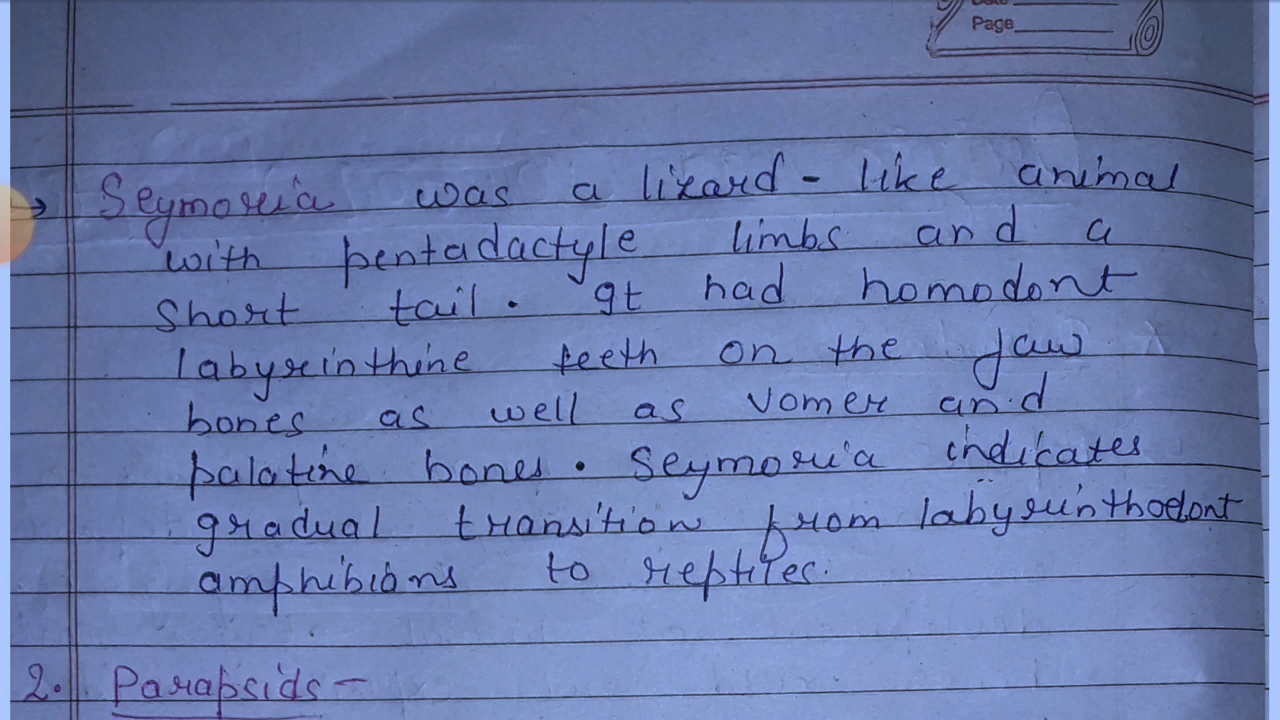 Page
→ Seymoria was a lizard - like animal
with pentadactyle limbs and a
short tail. It had homodont
labyrinthine teeth on the jaw
bones as well as vomer and
palatine bones. Seymoria indicates
gradual transition from labyrinthodont
amphibians to reptiles.
2. Parapsids -